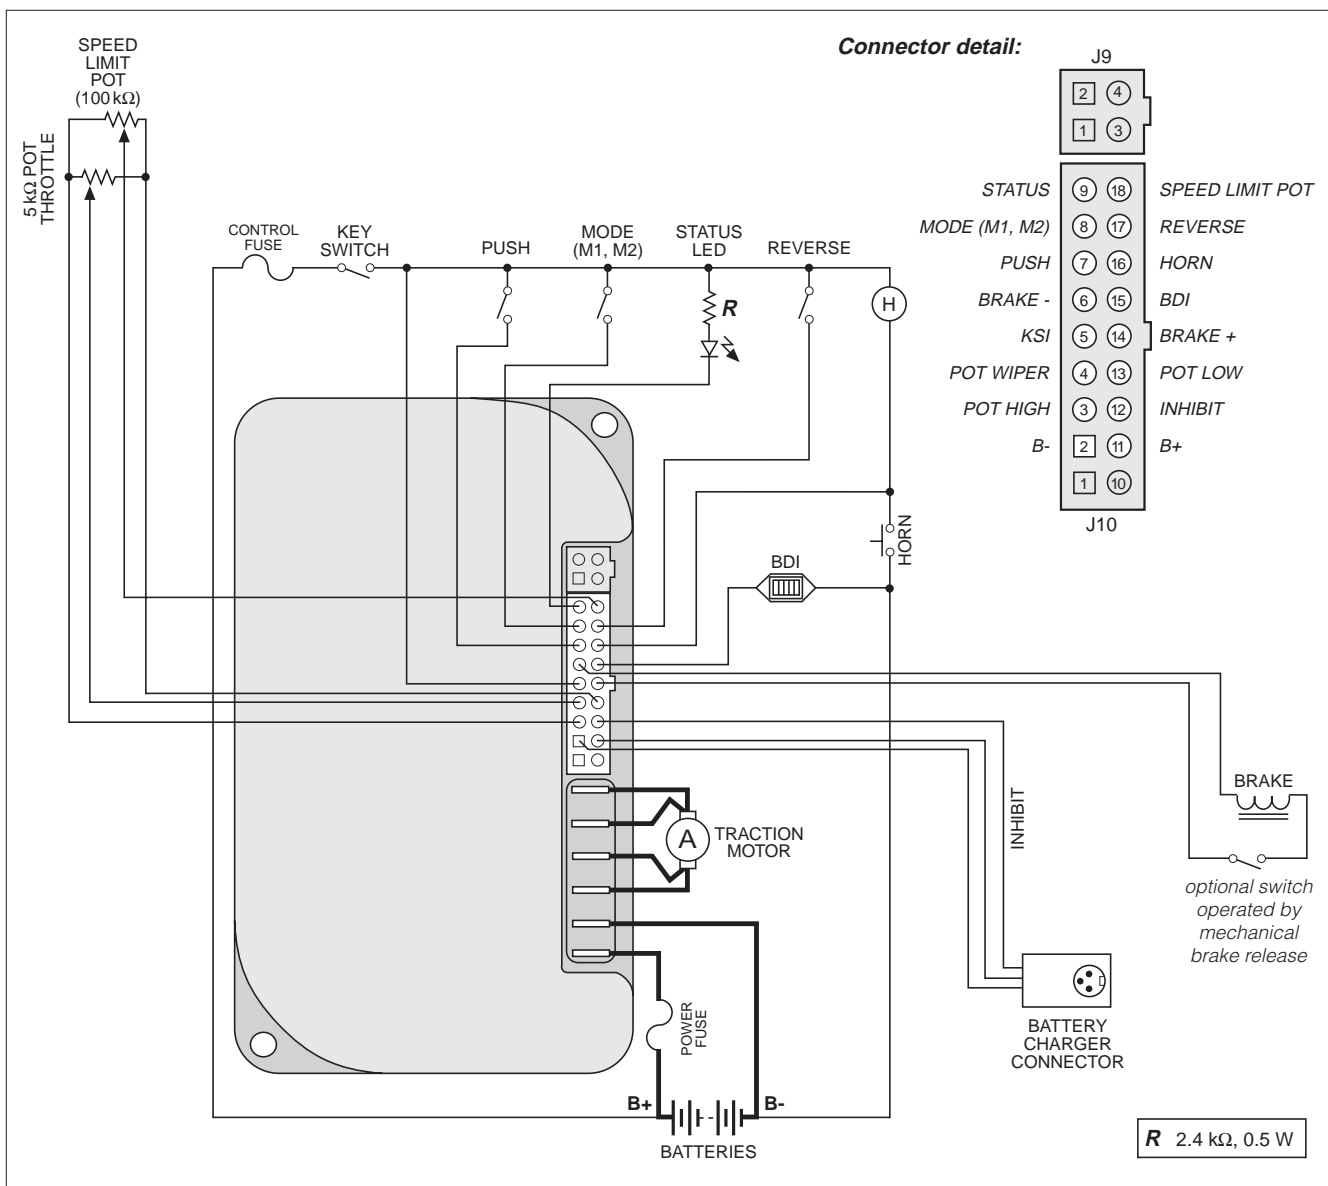 Connector detail:
SPEED
LIMIT
POT
(100 kΩ)
5 kΩ POT
THROTTLE
CONTROL
FUSE
KEY
SWITCH
PUSH
MODE
(M1, M2)
STATUS
LED
REVERSE
R
H
HORN
BDI
J9
2 4
1 3
STATUS 9 18 SPEED LIMIT POT
MODE (M1, M2) 8 17 REVERSE
PUSH 7 16 HORN
BRAKE - 6 15 BDI
KSI 5 14 BRAKE +
POT WIPER 4 13 POT LOW
POT HIGH 3 12 INHIBIT
B- 2 11 B+
1 10
J10
A
TRACTION
MOTOR
INHIBIT
BRAKE
optional switch
operated by
mechanical
brake release
POWER
FUSE
BATTERY
CHARGER
CONNECTOR
B+
B-
BATTERIES
R 2.4 kΩ, 0.5 W